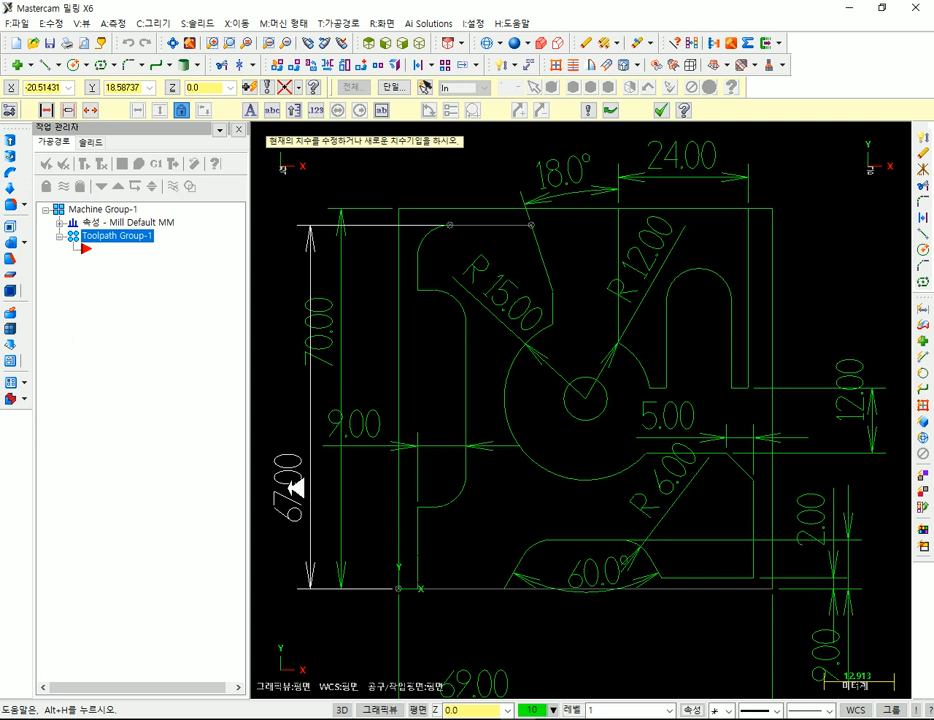 Mastercam 밀링 X6
F:파일 E:수정 V:뷰 A:측정 C:그리기 S:솔리드 X:이동 M:머신 형태 T:가공경로 R:화면 Ai Solutions I:설정 H:도움말
X -20.51431 Y 18.58737 Z 0.0 전체... 단일... In
작업 관리자
현재의 치수를 수정하거나 새로운 치수기입을 하시오.
가공경로 솔리드
G1
Machine Group-1
속성 - Mill Default MM
Toolpath Group-1
X
Y
X
18.0°
24.00
R 12.00
R 15.00
70.00
9.00
5.00
12.00
67.00
R 6.00
2.00
60.0°
Y
X
9.00
Y
X
69.00
그래픽뷰:평면 WCS:평면 공구/작업평면:평면
12.913
미터계
도움말은, Alt+H를 누르시오.
3D 그래픽뷰 평면 Z 0.0 10 레벨 1 속성 WCS 그룹 ! ?